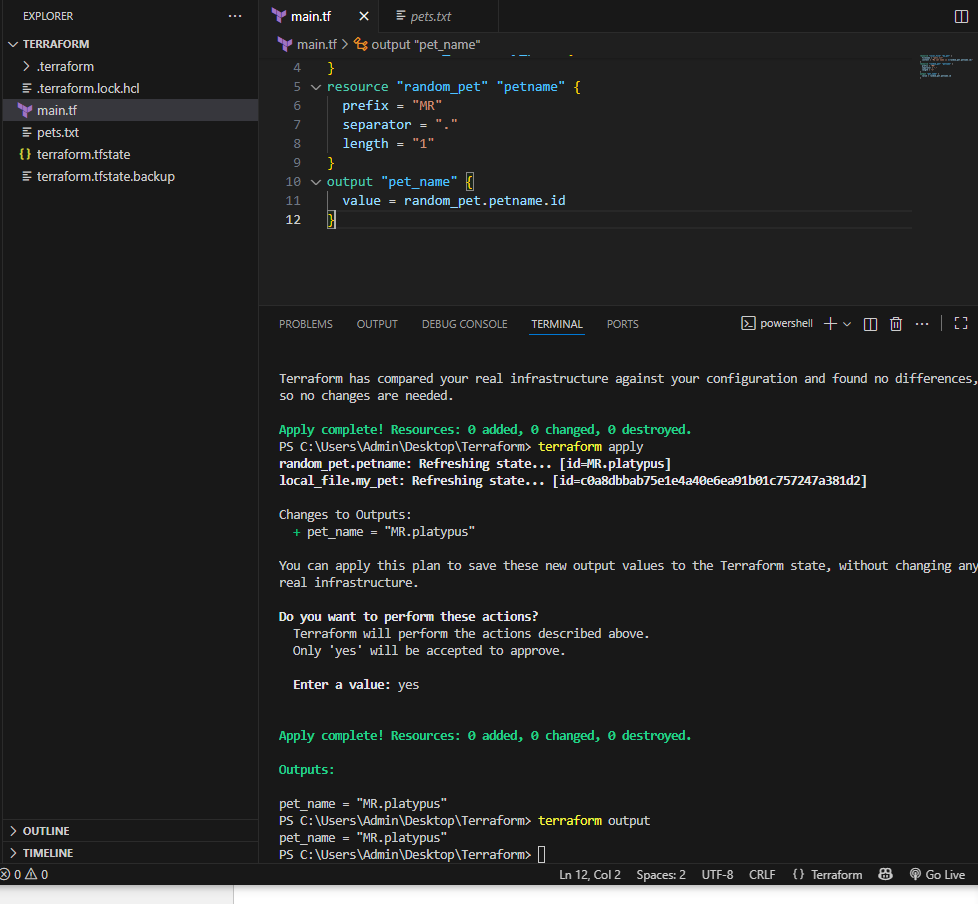 EXPLORER
TERRAFORM
.terraform
.terraform.lock.hcl
main.tf
pets.txt
terraform.tfstate
terraform.tfstate.backup
OUTLINE
TIMELINE
main.tf
pets.txt
main.tf > output "pet_name"
4 }
5 resource "random_pet" "petname" {
6 prefix = "MR"
7 separator = "."
8 length = "1"
9 }
10 output "pet_name" {
11 value = random_pet.petname.id
12 }
PROBLEMS OUTPUT DEBUG CONSOLE TERMINAL PORTS
powershell
Terraform has compared your real infrastructure against your configuration and found no differences,
so no changes are needed.
Apply complete! Resources: 0 added, 0 changed, 0 destroyed.
PS C:\Users\Admin\Desktop\Terraform> terraform apply
random_pet.petname: Refreshing state... [id=MR.platypus]
local_file.my_pet: Refreshing state... [id=c0a8dbbab75e1e4a40e6ea91b01c757247a381d2]
Changes to Outputs:
+ pet_name = "MR.platypus"
You can apply this plan to save these new output values to the Terraform state, without changing any
real infrastructure.
Do you want to perform these actions?
Terraform will perform the actions described above.
Only 'yes' will be accepted to approve.
Enter a value: yes
Apply complete! Resources: 0 added, 0 changed, 0 destroyed.
Outputs:
pet_name = "MR.platypus"
PS C:\Users\Admin\Desktop\Terraform> terraform output
pet_name = "MR.platypus"
PS C:\Users\Admin\Desktop\Terraform>
0 0 Ln 12, Col 2 Spaces: 2 UTF-8 CRLF {} Terraform Go Live